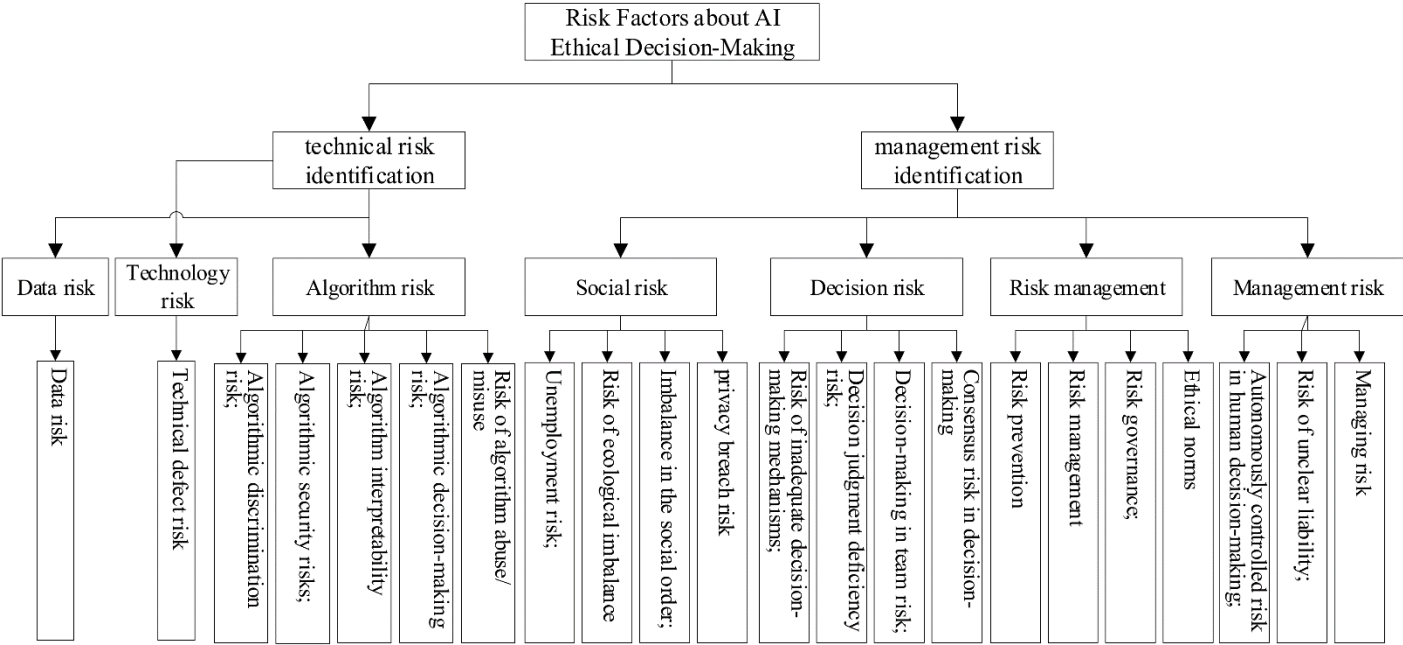 Risk Factors about AI
Ethical Decision-Making
technical risk
identification
management risk
identification
Data risk
Technology
risk
Algorithm risk
Social risk
Decision risk
Risk management
Management risk
Data risk
Technical defect risk
Algorithmic discrimination
risk;
Algorithmic security risks;
Algorithm interpretability
risk;
Algorithmic decision-making
risk;
Risk of algorithm abuse/
misuse
Unemployment risk;
Risk of ecological imbalance
Imbalance in the social order;
privacy breach risk
Risk of inadequate decision-
making mechanisms;
Decision judgment deficiency
risk;
Decision-making in team risk;
Consensus risk in decision-
making
Risk prevention
Risk management
Risk governance;
Ethical norms
Autonomously controlled risk
in human decision-making;
Risk of unclear liability;
Managing risk